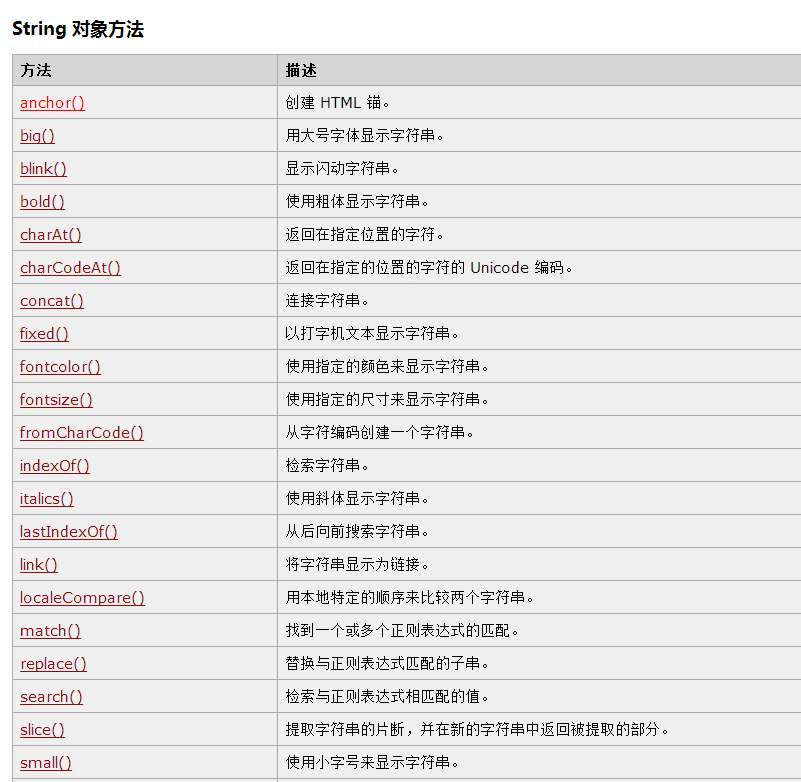 String 对象方法
方法 描述
anchor() 创建 HTML 锚。
big() 用大号字体显示字符串。
blink() 显示闪动字符串。
bold() 使用粗体显示字符串。
charAt() 返回在指定位置的字符。
charCodeAt() 返回在指定的位置的字符的 Unicode 编码。
concat() 连接字符串。
fixed() 以打字机文本显示字符串。
fontcolor() 使用指定的颜色来显示字符串。
fontsize() 使用指定的尺寸来显示字符串。
fromCharCode() 从字符编码创建一个字符串。
indexOf() 检索字符串。
italics() 使用斜体显示字符串。
lastIndexOf() 从后向前搜索字符串。
link() 将字符串显示为链接。
localeCompare() 用本地特定的顺序来比较两个字符串。
match() 找到一个或多个正则表达式的匹配。
replace() 替换与正则表达式匹配的子串。
search() 检索与正则表达式相匹配的值。
slice() 提取字符串的片断，并在新的字符串中返回被提取的部分。
small() 使用小字号来显示字符串。